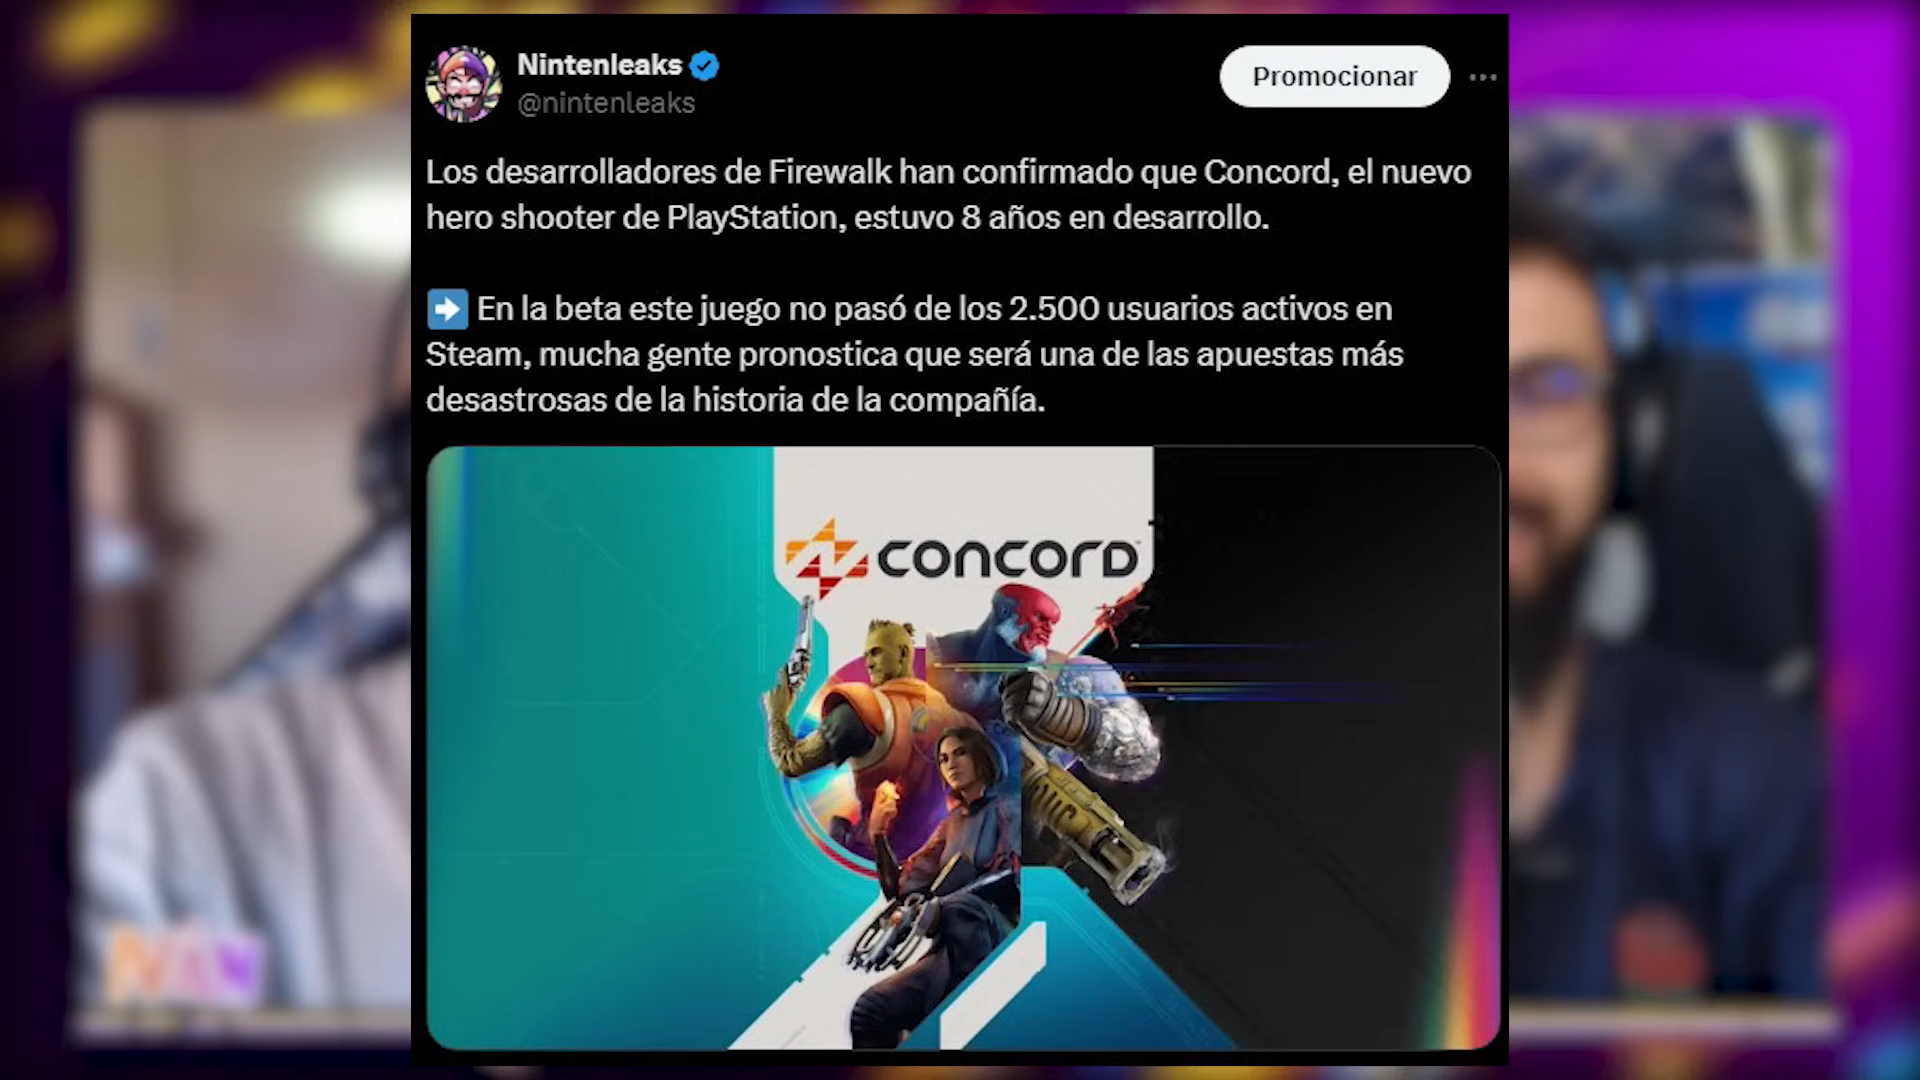 Nintenleaks
@nintenleaks
Promocionar
Los desarrolladores de Firewalk han confirmado que Concord, el nuevo
hero shooter de PlayStation, estuvo 8 años en desarrollo.
En la beta este juego no pasó de los 2.500 usuarios activos en
Steam, mucha gente pronostica que será una de las apuestas más
desastrosas de la historia de la compañía.
CONCORD